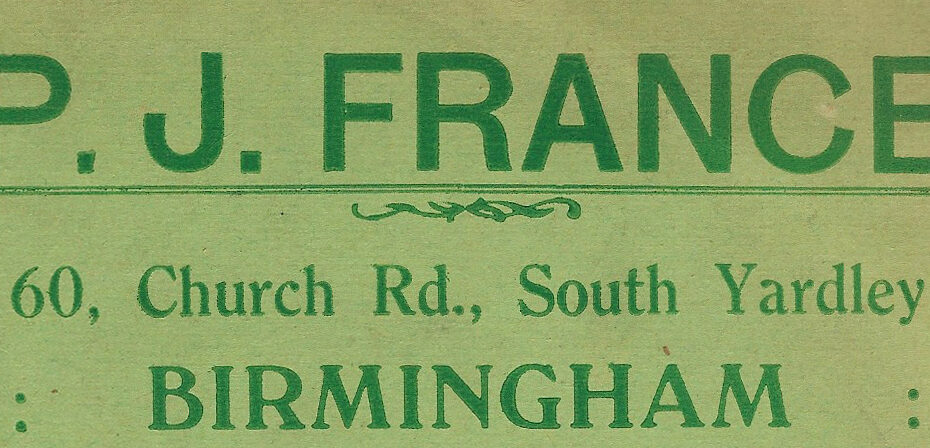 P. J. FRANCE
60, Church Rd., South Yardley
: BIRMINGHAM :